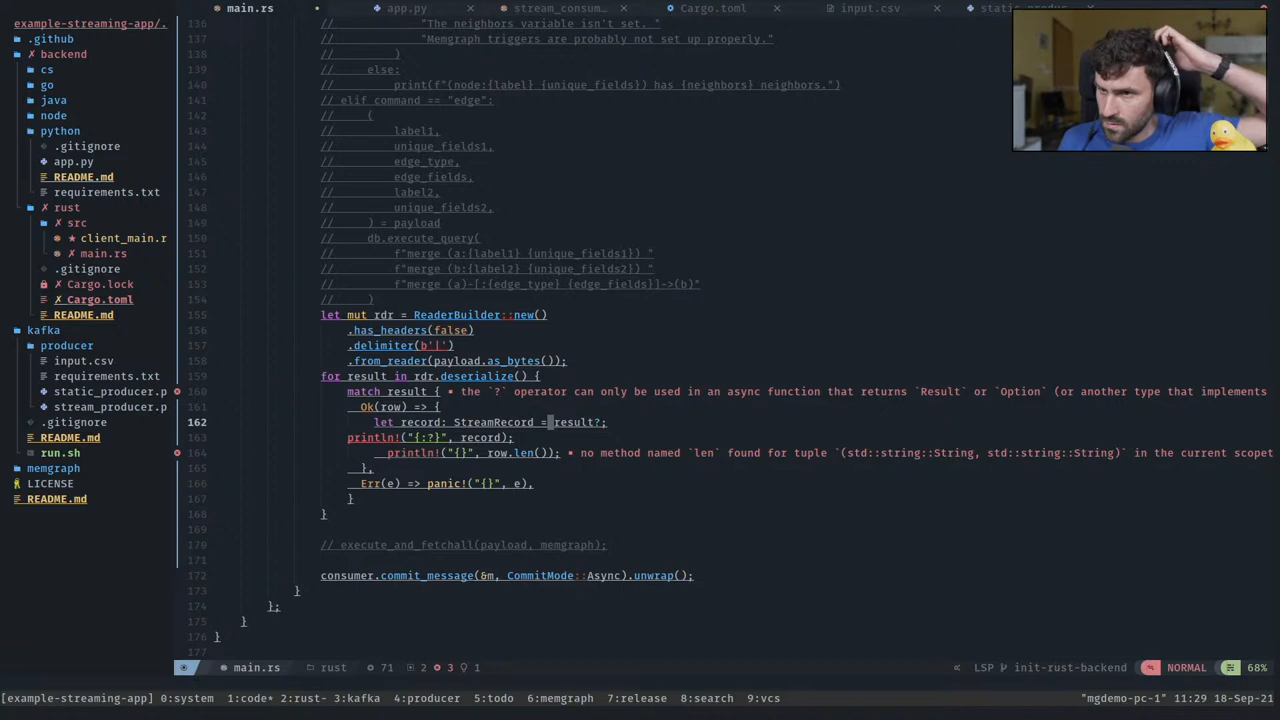 main.rs app.py stream_consum… Cargo.toml input.csv static_produc
example-streaming-app/.
.github
backend
cs
go
java
node
python
.gitignore
app.py
README.md
requirements.txt
rust
src
client_main.r
main.rs
.gitignore
Cargo.lock
Cargo.toml
README.md
kafka
producer
input.csv
requirements.txt
static_producer.p
stream_producer.p
.gitignore
README.md
run.sh
memgraph
LICENSE
README.md
136 // "The neighbors variable isn't set. "
137 // "Memgraph triggers are probably not set up properly."
138 // )
139 // else:
140 // print(f"(node:{label} {unique_fields}) has {neighbors} neighbors.")
141 // elif command == "edge":
142 // (
143 // label1,
144 // unique_fields1,
145 // edge_type,
146 // edge_fields,
147 // label2,
148 // unique_fields2,
149 // ) = payload
150 // db.execute_query(
151 // f"merge (a:{label1} {unique_fields1}) "
152 // f"merge (b:{label2} {unique_fields2}) "
153 // f"merge (a)-[:{edge_type} {edge_fields}]->(b)"
154 // )
155 let mut rdr = ReaderBuilder::new()
156 .has_headers(false)
157 .delimiter(b'|')
158 .from_reader(payload.as_bytes());
159 for result in rdr.deserialize() {
160 match result { ▪ the `?` operator can only be used in an async function that returns `Result` or `Option` (or another type that implements
161 Ok(row) => {
162 let record: StreamRecord = result?;
163 println!("{:?}", record);
164 println!("{}", row.len()); ▪ no method named `len` found for tuple `(std::string::String, std::string::String)` in the current scopet
165 },
166 Err(e) => panic!("{}", e),
167 }
168 }
169
170 // execute_and_fetchall(payload, memgraph);
171
172 consumer.commit_message(&m, CommitMode::Async).unwrap();
173 }
174 };
175 }
176 }
177
main.rs rust 71 2 3 1 LSP init-rust-backend NORMAL 68%
[example-streaming-app] 0:system 1:code* 2:rust- 3:kafka 4:producer 5:todo 6:memgraph 7:release 8:search 9:vcs "mgdemo-pc-1" 11:29 18-Sep-21